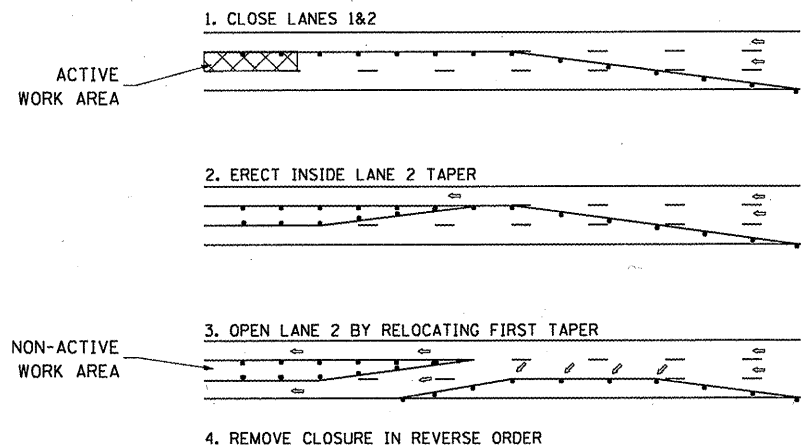 1. CLOSE LANES 1&2
ACTIVE
WORK AREA
2. ERECT INSIDE LANE 2 TAPER
3. OPEN LANE 2 BY RELOCATING FIRST TAPER
NON-ACTIVE
WORK AREA
4. REMOVE CLOSURE IN REVERSE ORDER